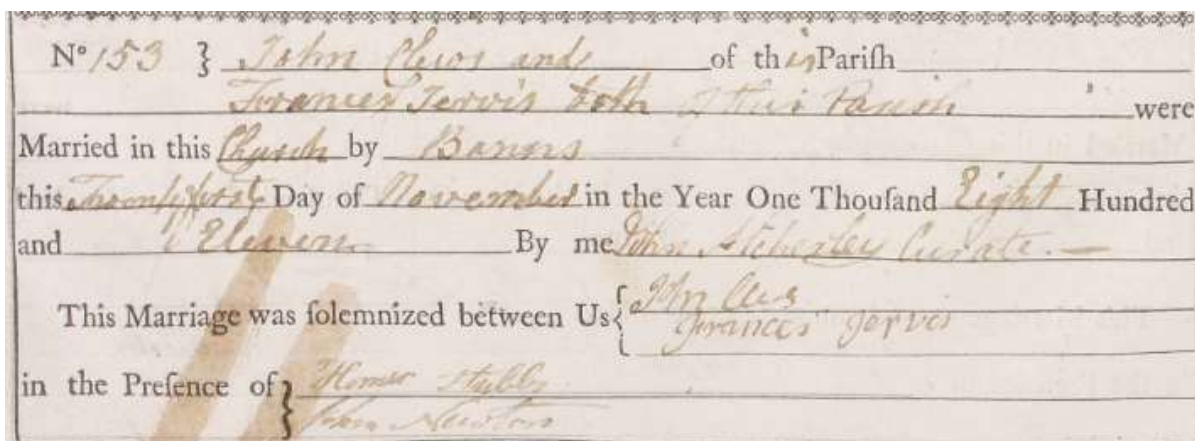 N° 153 } John Clews and of this Pariſh
Frances Jervis both of this Parish were
Married in this Church by Banns
this Twenty first Day of November in the Year One Thouſand Eight Hundred
and Eleven By me John Atcherley Curate.
This Marriage was ſolemnized between Us { John Clews
Frances Jervis
in the Preſence of } Thomas Stubbs
John Newton